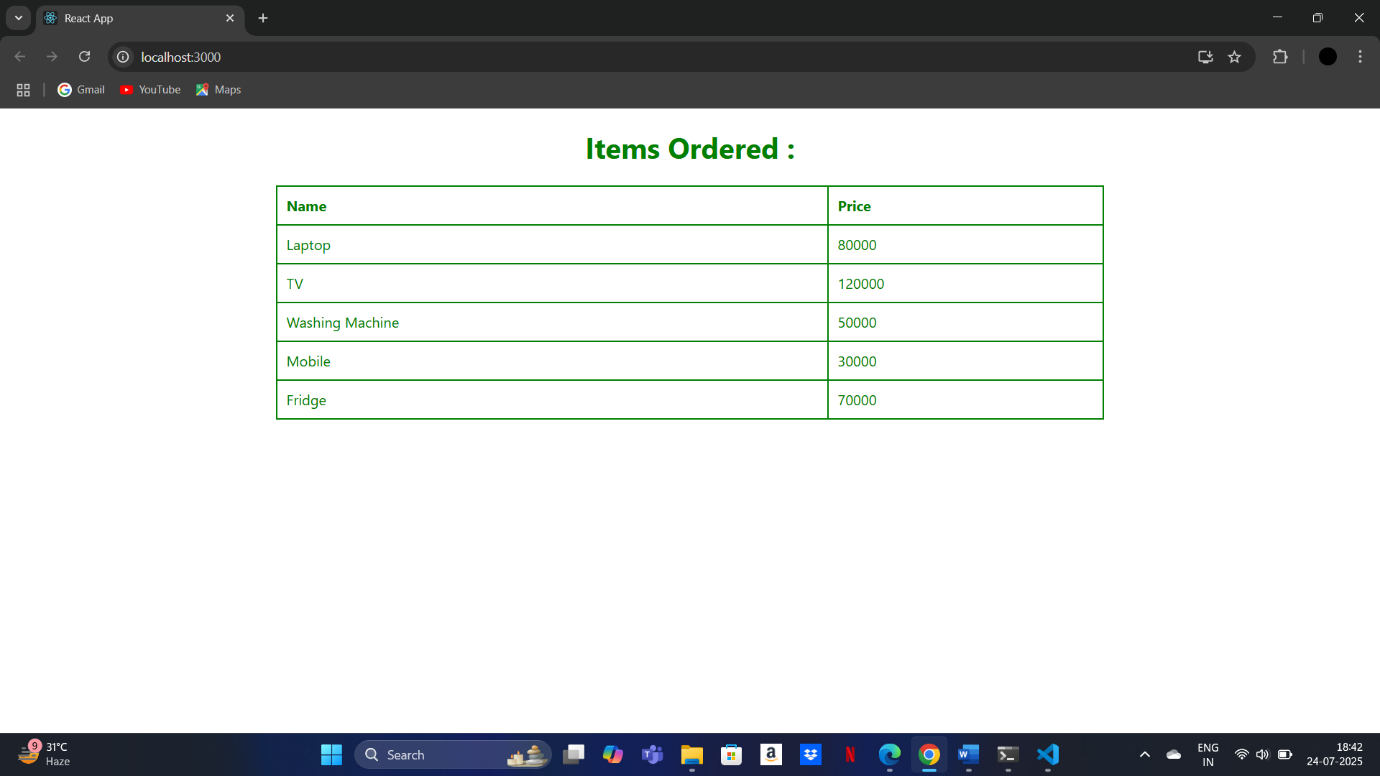 React App
localhost:3000
Gmail YouTube Maps
Items Ordered :
Name Price
Laptop 80000
TV 120000
Washing Machine 50000
Mobile 30000
Fridge 70000
9 31°C
Haze
Search
ENG
IN
18:42
24-07-2025